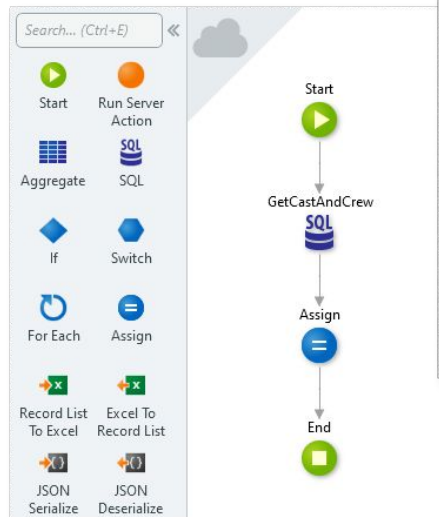 Search... (Ctrl+E)
Start
Run Server
Action
Aggregate
SQL
SQL
If
Switch
For Each
Assign
Record List
To Excel
Excel To
Record List
JSON
Serialize
JSON
Deserialize
Start
GetCastAndCrew
SQL
Assign
End